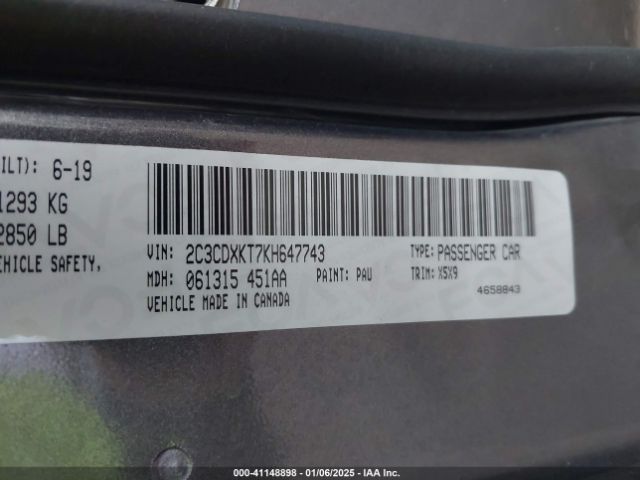 ILT): 6-19
1293 KG
2850 LB
EHICLE SAFETY,
VIN: 2C3CDXKT7KH647743
TYPE: PASSENGER CAR
MDH: 061315 451AA
PAINT: PAU
TRIM: X5X9
VEHICLE MADE IN CANADA
4658843
000-41148898 - 01/06/2025 - IAA Inc.